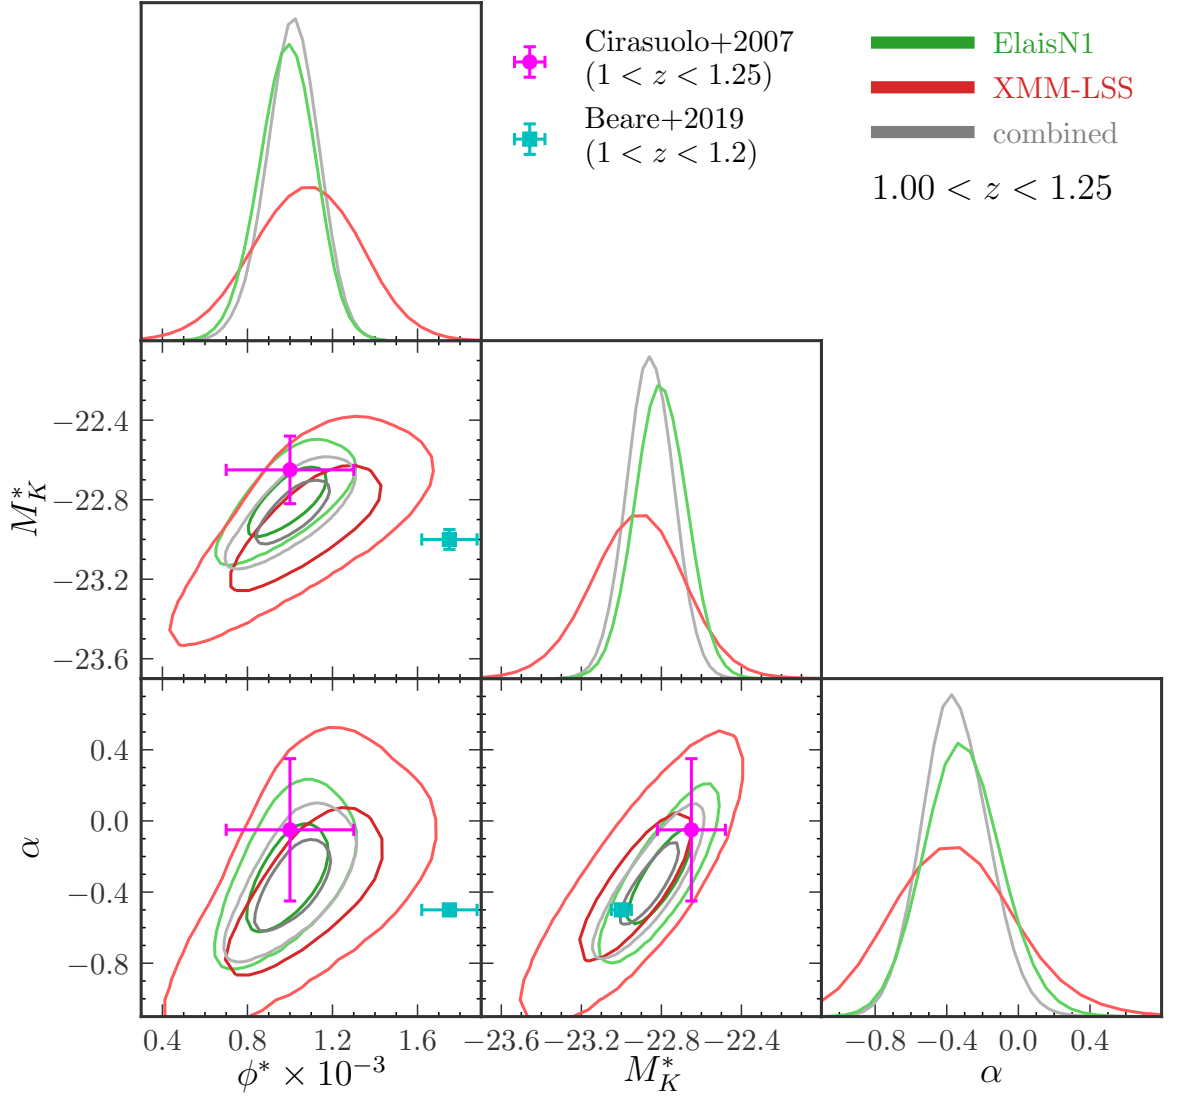 Cirasuolo+2007
(1 < z < 1.25)
Beare+2019
(1 < z < 1.2)
ElaisN1
XMM-LSS
combined
1.00 < z < 1.25
−22.4
−22.8
−23.2
−23.6
M*K
0.4
0.0
−0.4
−0.8
α
0.4 0.8 1.2 1.6
−23.6 −23.2 −22.8 −22.4
−0.8 −0.4 0.0 0.4
ϕ* × 10−3
M*K
α